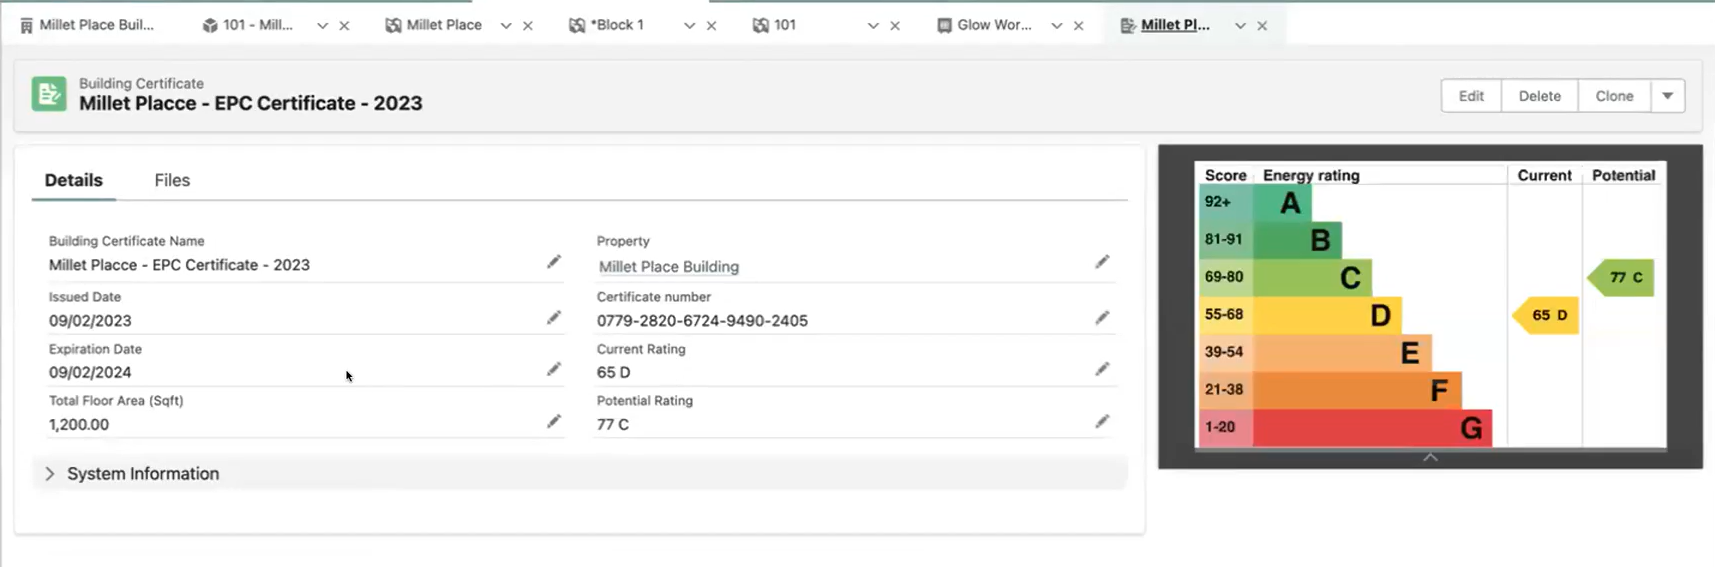 Millet Place Buil...
101 - Mill...
Millet Place
*Block 1
101
Glow Wor...
Millet Pl...
Building Certificate
Millet Placce - EPC Certificate - 2023
Edit
Delete
Clone
Details
Files
Building Certificate Name
Millet Placce - EPC Certificate - 2023
Property
Millet Place Building
Issued Date
09/02/2023
Certificate number
0779-2820-6724-9490-2405
Expiration Date
09/02/2024
Current Rating
65 D
Total Floor Area (Sqft)
1,200.00
Potential Rating
77 C
System Information
Score Energy rating Current Potential
92+ A
81-91 B
69-80 C 77 C
55-68 D 65 D
39-54 E
21-38 F
1-20 G